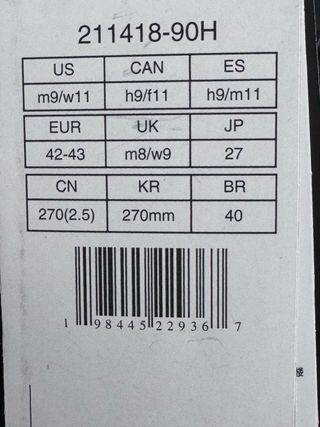 211418-90H
US CAN ES
m9/w11 h9/f11 h9/m11
EUR UK JP
42-43 m8/w9 27
CN KR BR
270(2.5) 270mm 40
1 98445 22936 7
楼